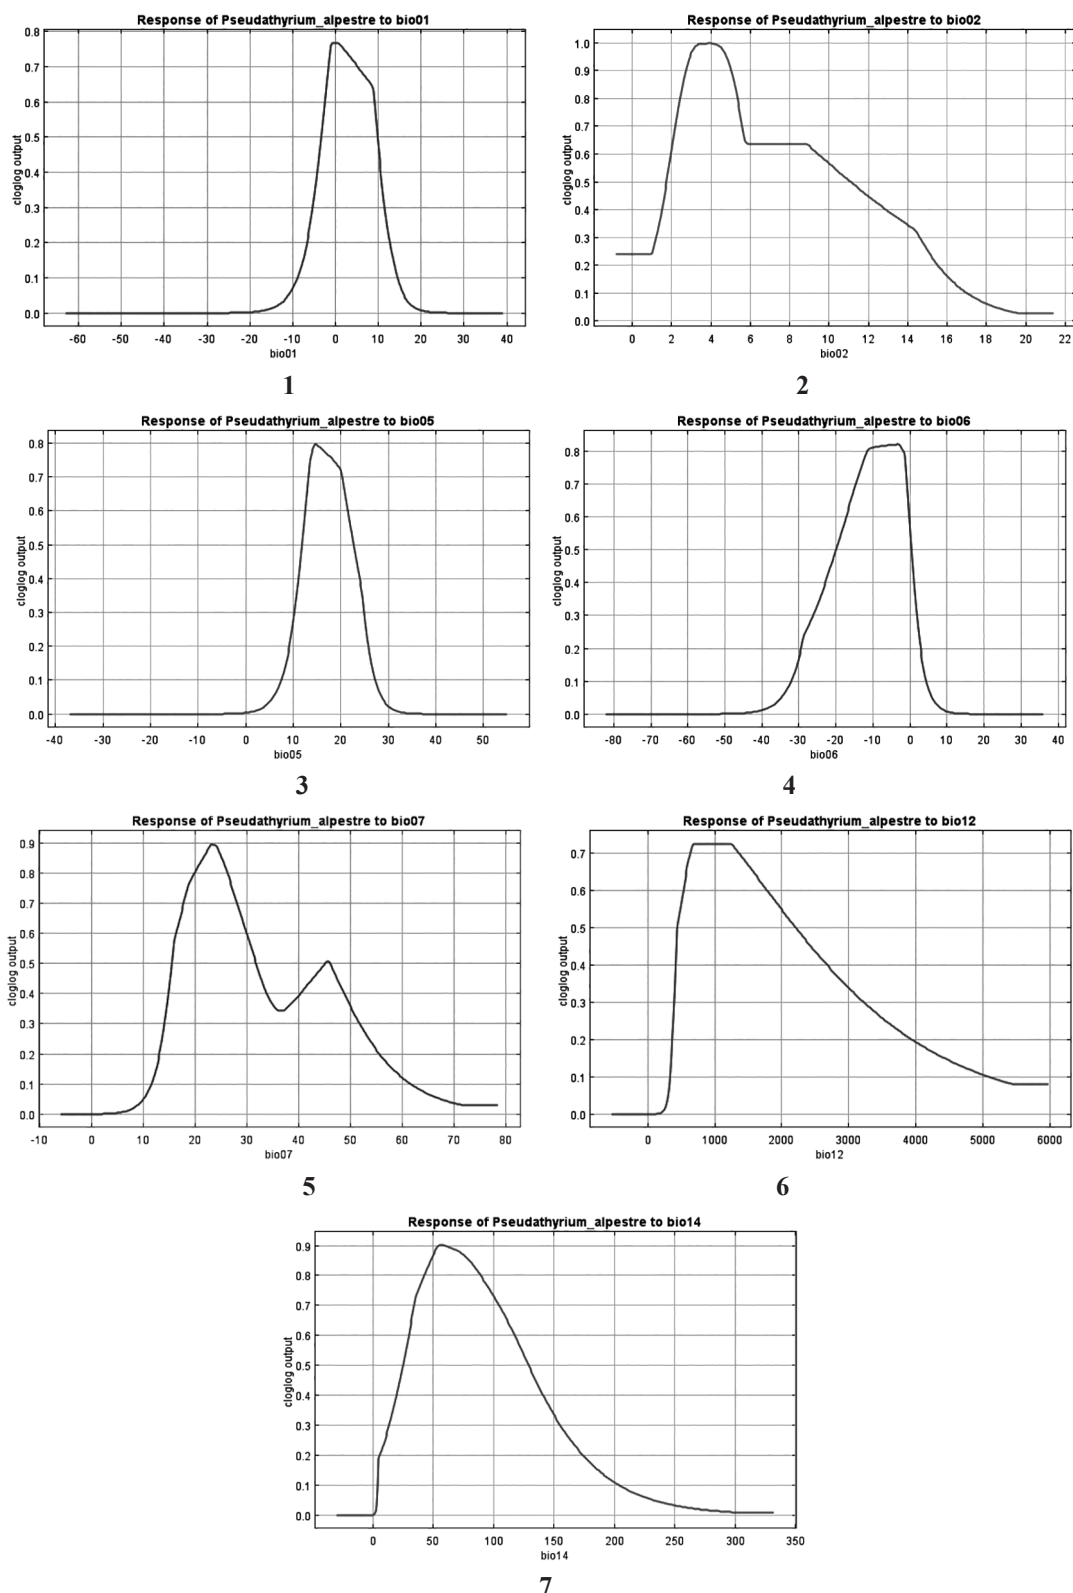 Response of Pseudathyrium_alpestre to bio01
cloglog output
0.8
0.7
0.6
0.5
0.4
0.3
0.2
0.1
0.0
-60 -50 -40 -30 -20 -10 0 10 20 30 40
bio01
1
Response of Pseudathyrium_alpestre to bio02
cloglog output
1.0
0.9
0.8
0.7
0.6
0.5
0.4
0.3
0.2
0.1
0.0
0 2 4 6 8 10 12 14 16 18 20 22
bio02
2
Response of Pseudathyrium_alpestre to bio05
cloglog output
0.8
0.7
0.6
0.5
0.4
0.3
0.2
0.1
0.0
-40 -30 -20 -10 0 10 20 30 40 50
bio05
3
Response of Pseudathyrium_alpestre to bio06
cloglog output
0.8
0.7
0.6
0.5
0.4
0.3
0.2
0.1
0.0
-80 -70 -60 -50 -40 -30 -20 -10 0 10 20 30 40
bio06
4
Response of Pseudathyrium_alpestre to bio07
cloglog output
0.9
0.8
0.7
0.6
0.5
0.4
0.3
0.2
0.1
0.0
-10 0 10 20 30 40 50 60 70 80
bio07
5
Response of Pseudathyrium_alpestre to bio12
cloglog output
0.7
0.6
0.5
0.4
0.3
0.2
0.1
0.0
0 1000 2000 3000 4000 5000 6000
bio12
6
Response of Pseudathyrium_alpestre to bio14
cloglog output
0.9
0.8
0.7
0.6
0.5
0.4
0.3
0.2
0.1
0.0
0 50 100 150 200 250 300 350
bio14
7